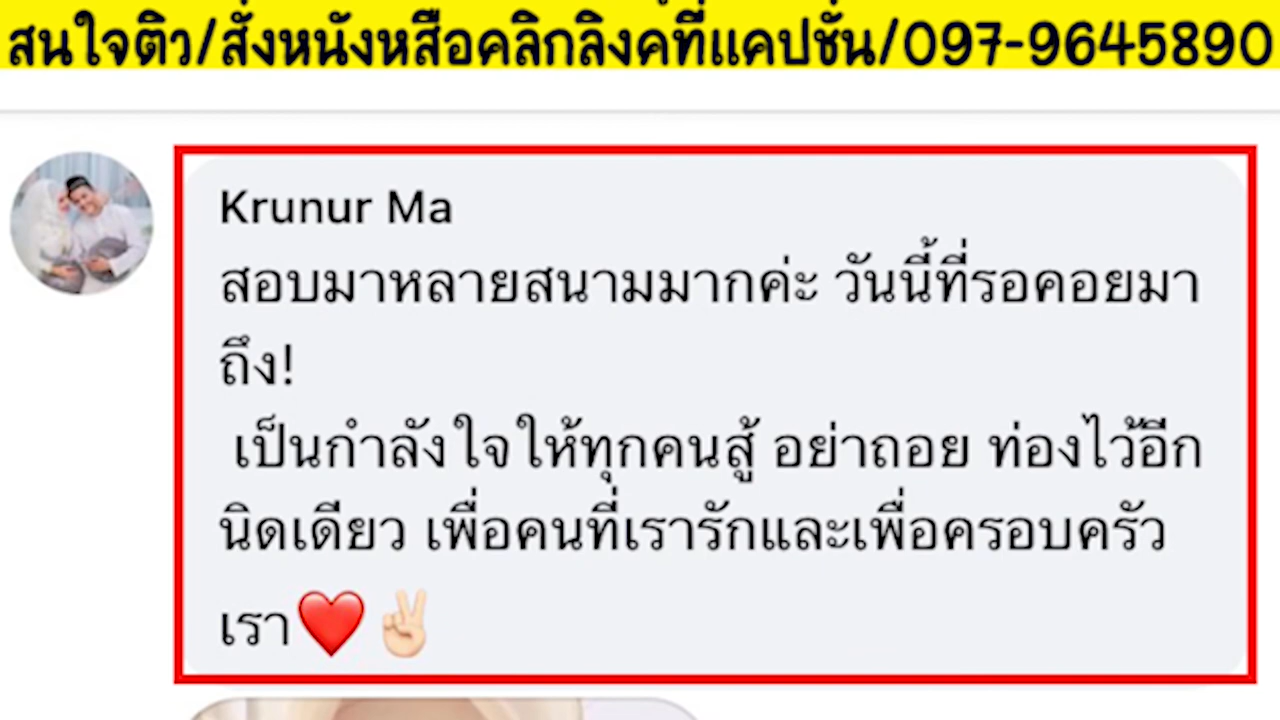 สนใจติว/สั่งหนังหสือคลิกลิงค์ที่แคปชั่น/097-9645890
Krunur Ma
สอบมาหลายสนามมากค่ะ วันนี้ที่รอคอยมา
ถึง!
เป็นกำลังใจให้ทุกคนสู้ อย่าถอย ท่องไว้อีก
นิดเดียว เพื่อคนที่เรารักและเพื่อครอบครัว
เรา❤️✌🏻